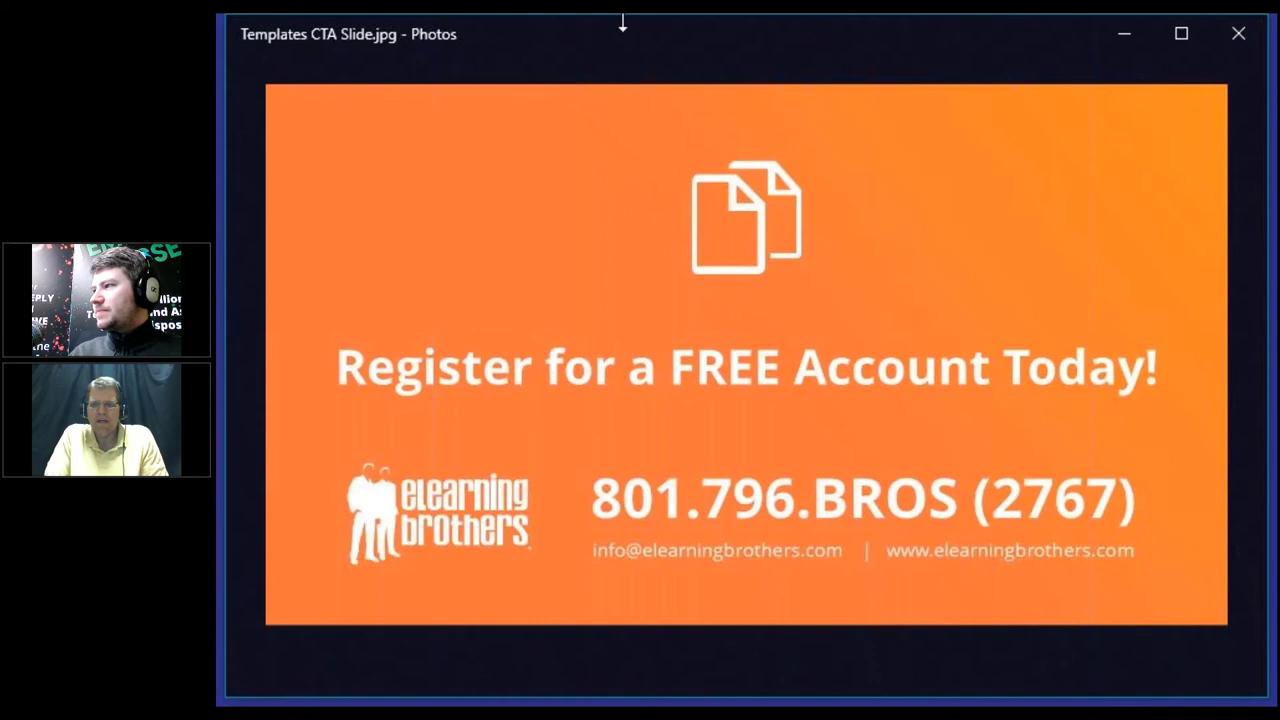 Templates CTA Slide.jpg - Photos
Register for a FREE Account Today!
elearning
brothers
801.796.BROS (2767)
info@elearningbrothers.com | www.elearningbrothers.com